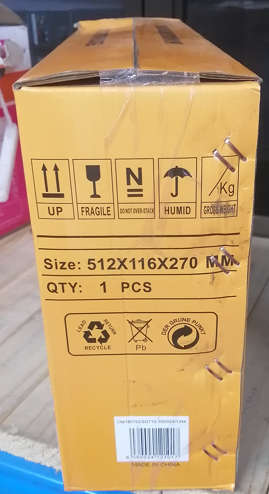 N
/Kg
UP
FRAGILE
DO NOT OVER STACK
HUMID
GROSS WEIGHT
Size: 512X116X270 MM
QTY: 1 PCS
LEAD RETURN
RECYCLE
Pb
DER GRÜNE PUNKT
MADE IN CHINA